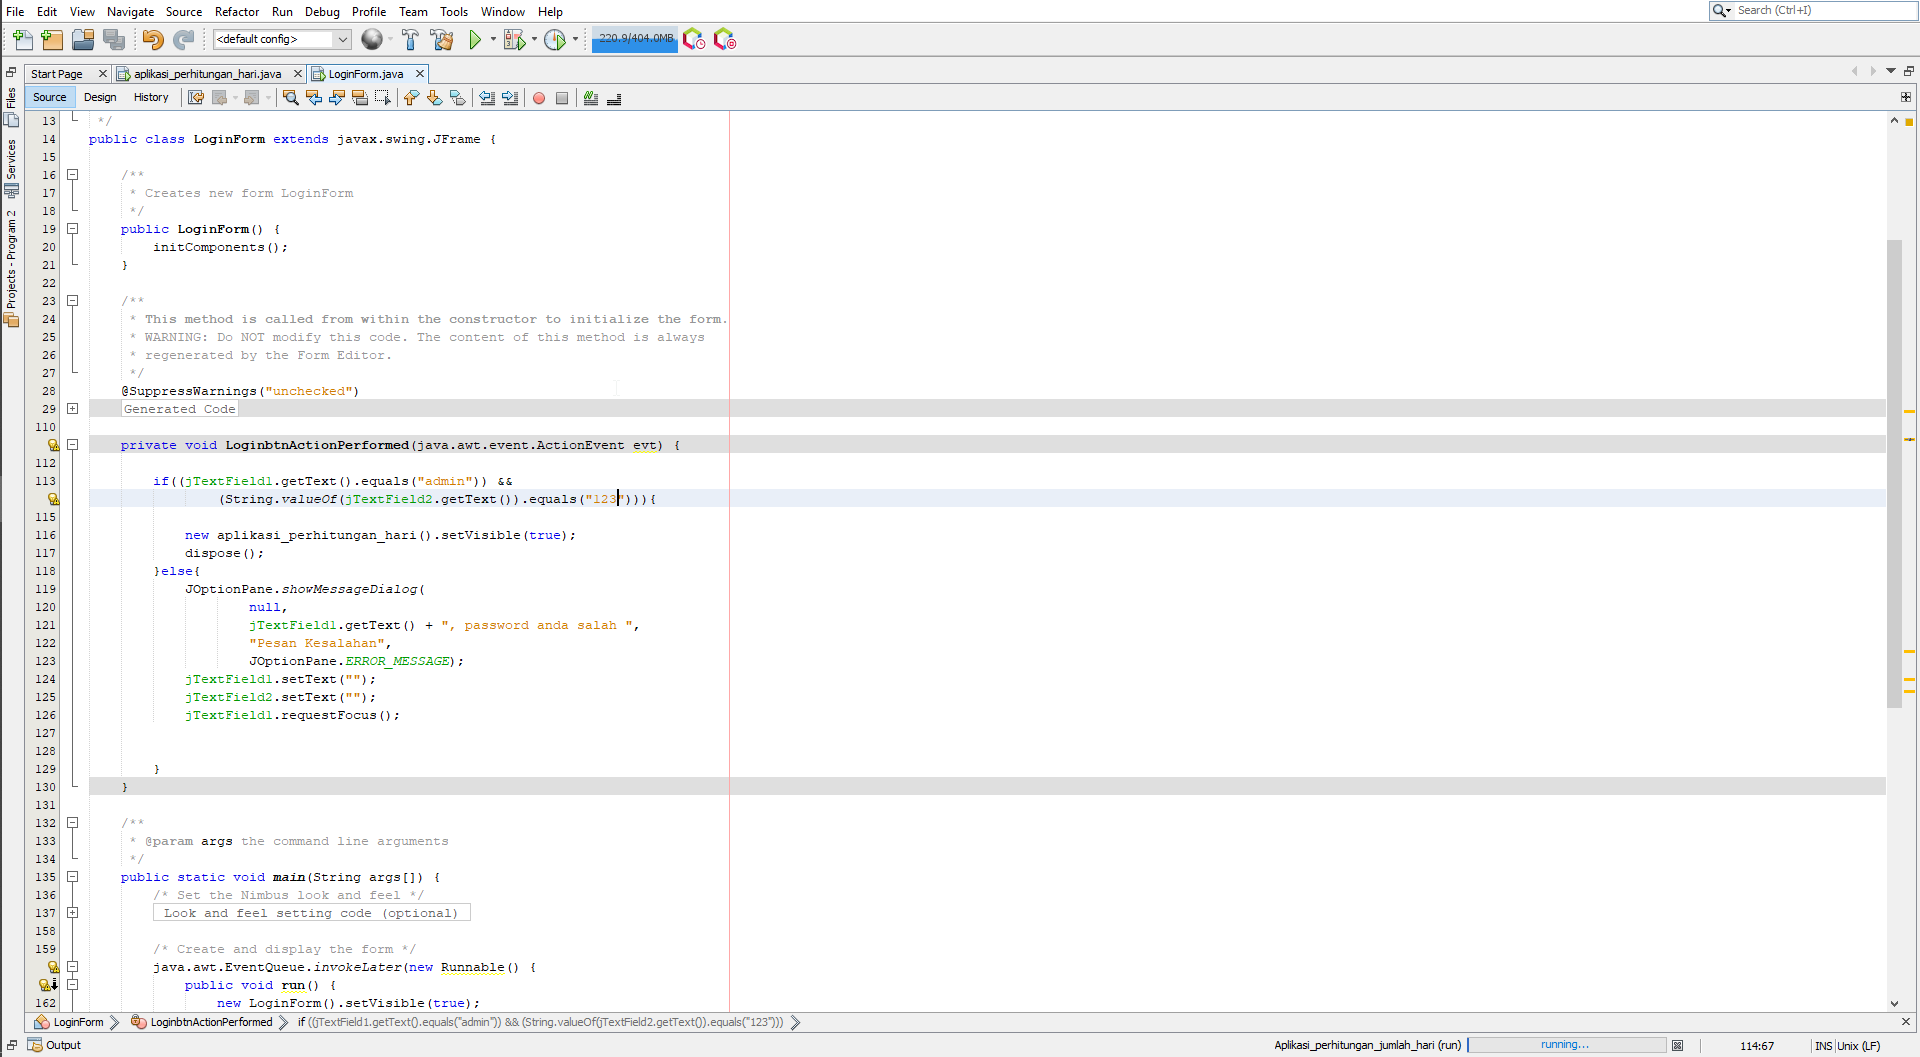 File Edit View Navigate Source Refactor Run Debug Profile Team Tools Window Help
Search (Ctrl+I)
<default config>
220.9/404.0MB
Start Page
aplikasi_perhitungan_hari.java
LoginForm.java
Source Design History
Files
Services
Projects - Program 2
13 */
14 public class LoginForm extends javax.swing.JFrame {
15
16 /**
17 * Creates new form LoginForm
18 */
19 public LoginForm() {
20 initComponents();
21 }
22
23 /**
24 * This method is called from within the constructor to initialize the form.
25 * WARNING: Do NOT modify this code. The content of this method is always
26 * regenerated by the Form Editor.
27 */
28 @SuppressWarnings("unchecked")
29 Generated Code
110
private void LoginbtnActionPerformed(java.awt.event.ActionEvent evt) {
112
113 if((jTextField1.getText().equals("admin")) &&
(String.valueOf(jTextField2.getText()).equals("123"))){
115
116 new aplikasi_perhitungan_hari().setVisible(true);
117 dispose();
118 }else{
119 JOptionPane.showMessageDialog(
120 null,
121 jTextField1.getText() + ", password anda salah ",
122 "Pesan Kesalahan",
123 JOptionPane.ERROR_MESSAGE);
124 jTextField1.setText("");
125 jTextField2.setText("");
126 jTextField1.requestFocus();
127
128
129 }
130 }
131
132 /**
133 * @param args the command line arguments
134 */
135 public static void main(String args[]) {
136 /* Set the Nimbus look and feel */
137 Look and feel setting code (optional)
158
159 /* Create and display the form */
java.awt.EventQueue.invokeLater(new Runnable() {
public void run() {
162 new LoginForm().setVisible(true);
LoginForm LoginbtnActionPerformed if ((jTextField1.getText().equals("admin")) && (String.valueOf(jTextField2.getText()).equals("123")))
Output
Aplikasi_perhitungan_jumlah_hari (run) running... 114:67 INS Unix (LF)